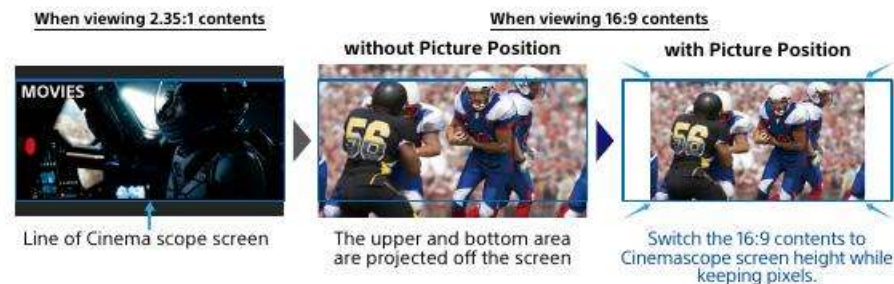 When viewing 2.35:1 contents
When viewing 16:9 contents
without Picture Position
with Picture Position
MOVIES
56
56
Line of Cinema scope screen
The upper and bottom area
are projected off the screen
Switch the 16:9 contents to
Cinemascope screen height while
keeping pixels.